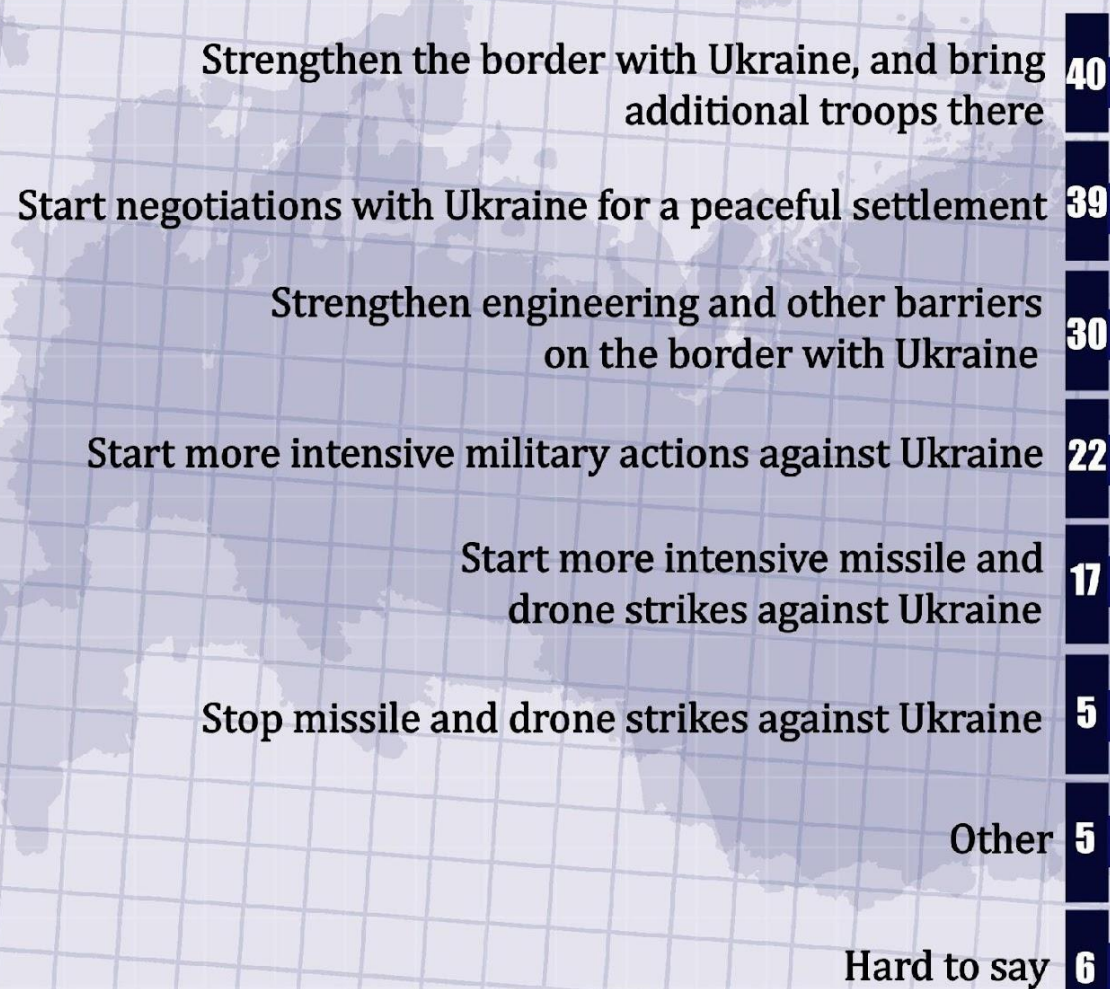 Strengthen the border with Ukraine, and bring
additional troops there
40
Start negotiations with Ukraine for a peaceful settlement 39
Strengthen engineering and other barriers
on the border with Ukraine
30
Start more intensive military actions against Ukraine 22
Start more intensive missile and
drone strikes against Ukraine
17
Stop missile and drone strikes against Ukraine 5
Other 5
Hard to say 6